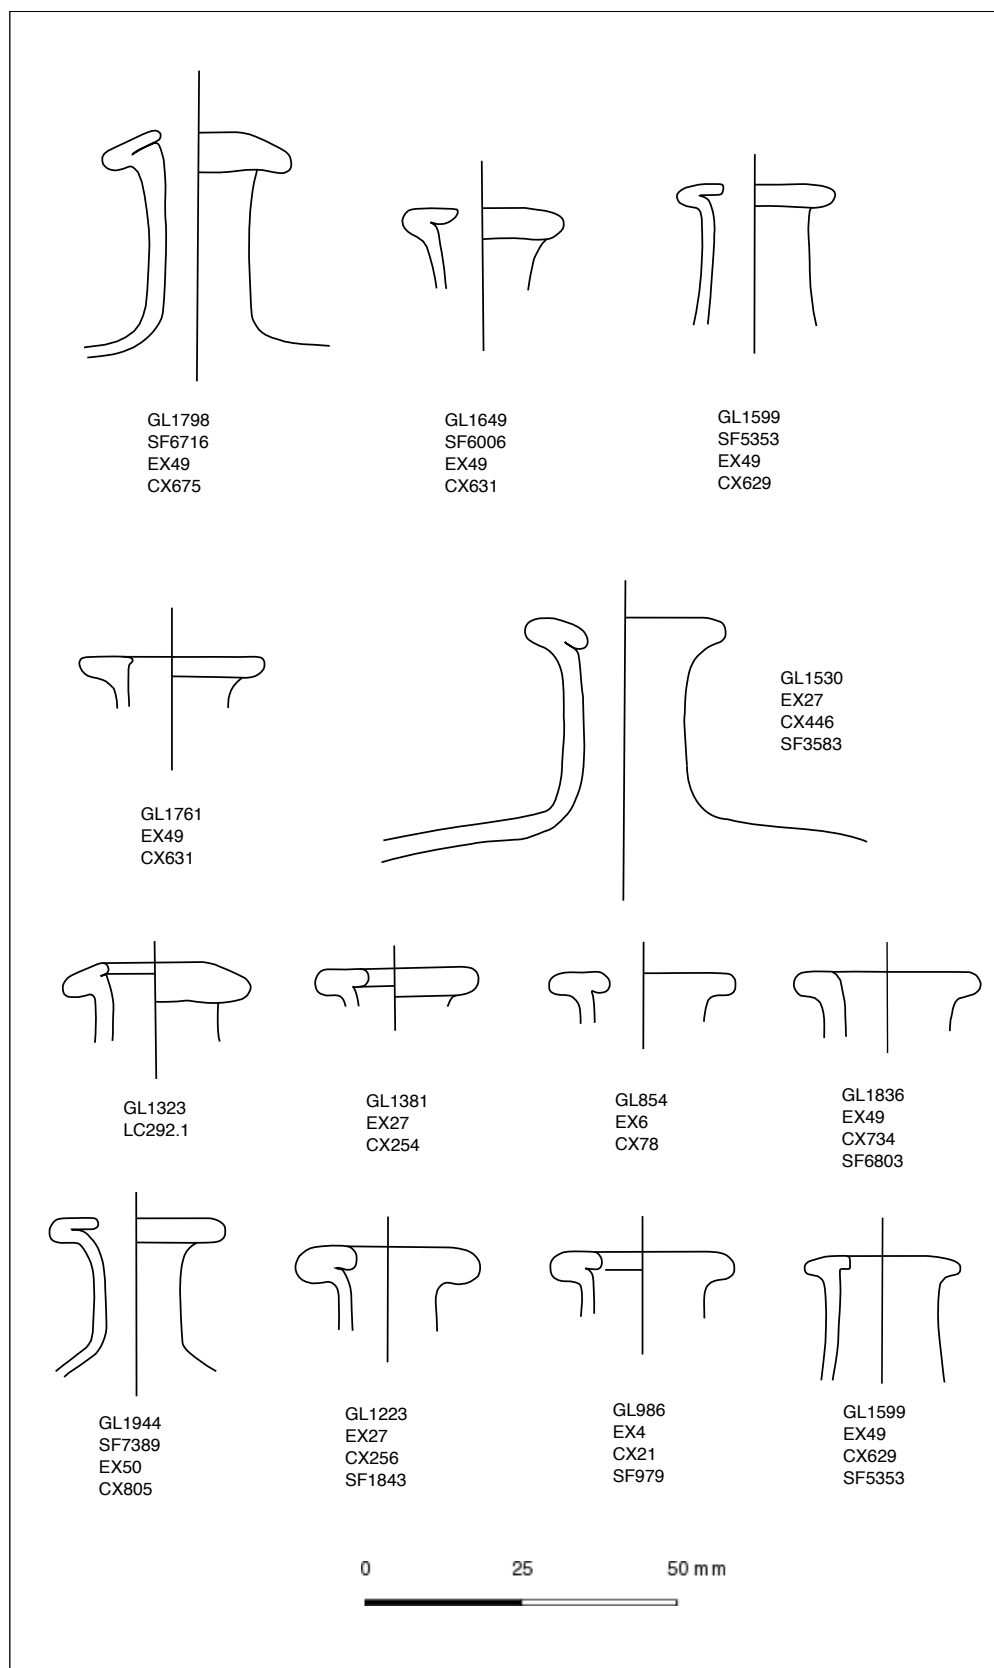 GL1798
SF6716
EX49
CX675
GL1649
SF6006
EX49
CX631
GL1599
SF5353
EX49
CX629
GL1761
EX49
CX631
GL1530
EX27
CX446
SF3583
GL1323
LC292.1
GL1381
EX27
CX254
GL854
EX6
CX78
GL1836
EX49
CX734
SF6803
GL1944
SF7389
EX50
CX805
GL1223
EX27
CX256
SF1843
GL986
EX4
CX21
SF979
GL1599
EX49
CX629
SF5353
0 25 50 mm